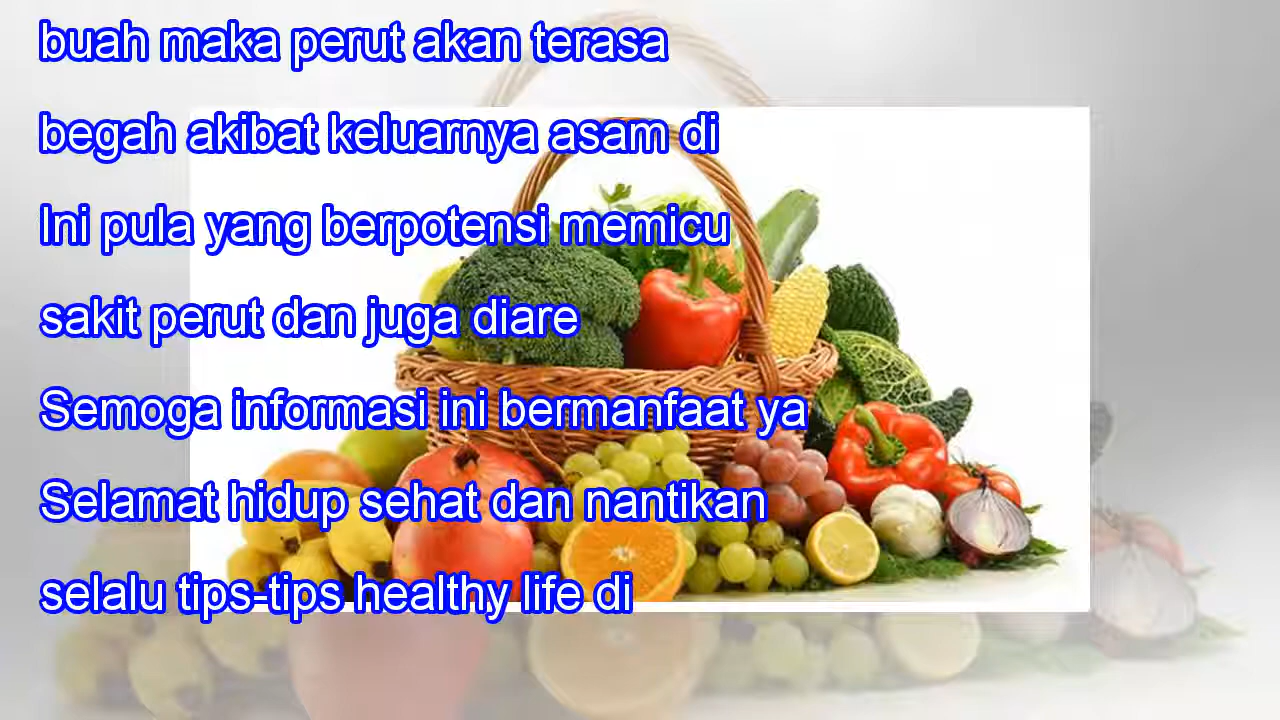 buah maka perut akan terasa
begah akibat keluarnya asam di
Ini pula yang berpotensi memicu
sakit perut dan juga diare
Semoga informasi ini bermanfaat ya
Selamat hidup sehat dan nantikan
selalu tips-tips healthy life di